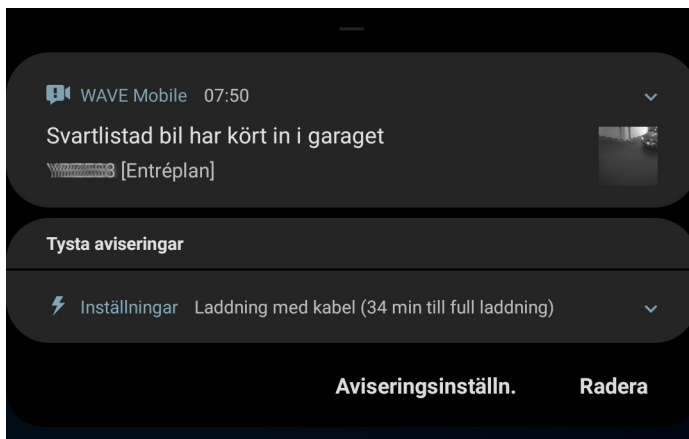 WAVE Mobile 07:50
Svartlistad bil har kört in i garaget
[Entréplan]
Tysta aviseringar
Inställningar Laddning med kabel (34 min till full laddning)
Aviseringsinställn. Radera